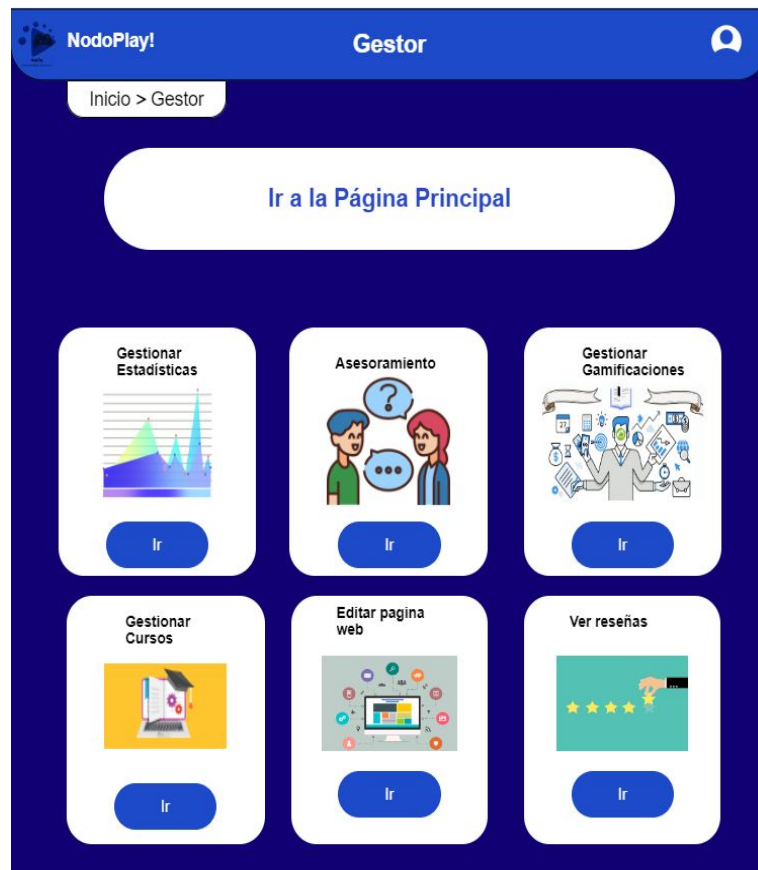 NodoPlay!
Gestor
Inicio > Gestor
Ir a la Página Principal
Gestionar
Estadísticas
Ir
Asesoramiento
?
Ir
Gestionar
Gamificaciones
27
$
Ir
Gestionar
Cursos
Ir
Editar pagina
web
Ir
Ver reseñas
Ir